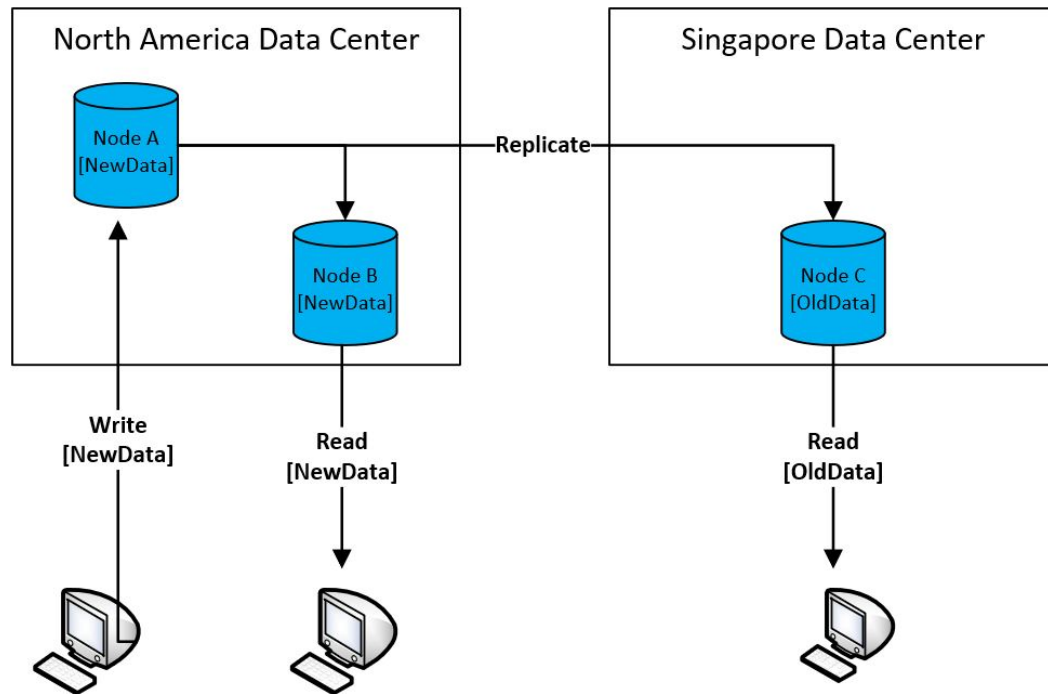 North America Data Center
Singapore Data Center
Node A
[NewData]
Replicate
Node B
[NewData]
Node C
[OldData]
Write
[NewData]
Read
[NewData]
Read
[OldData]